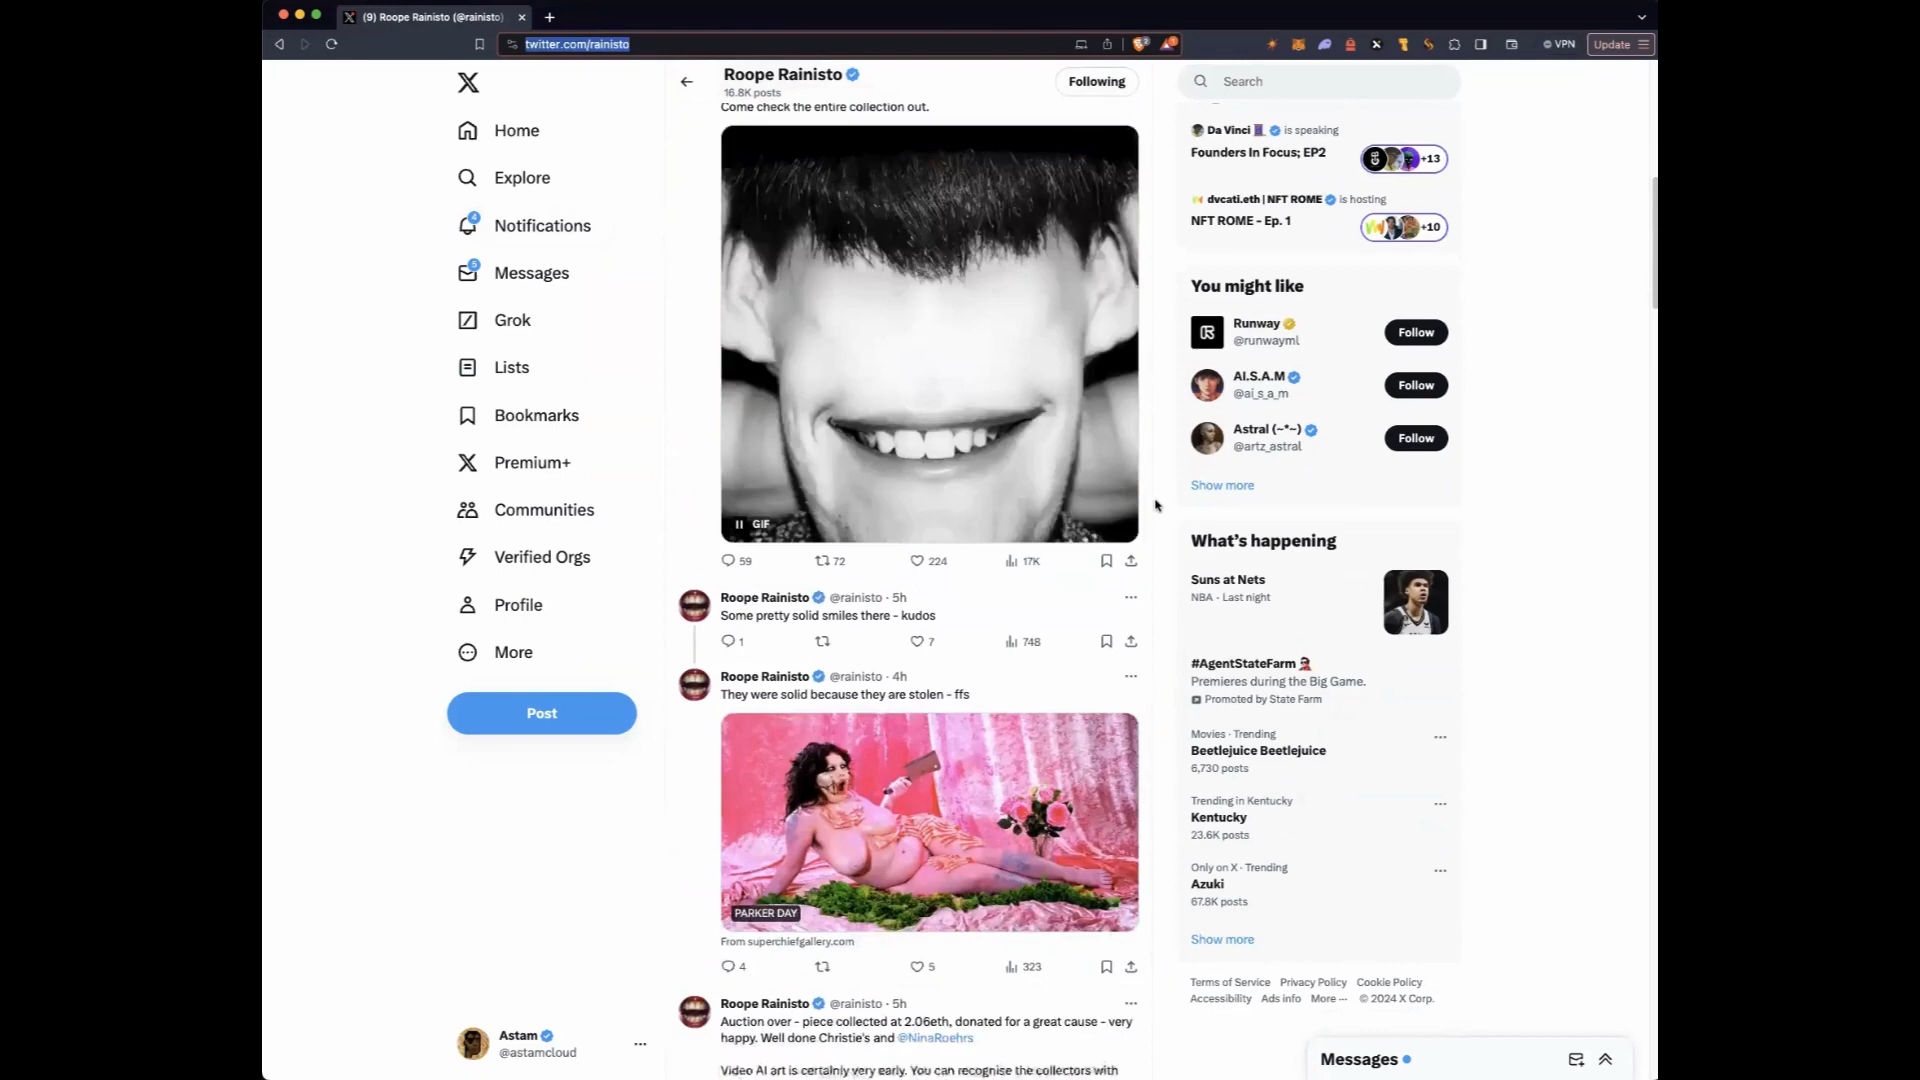 (9) Roope Rainisto (@rainisto)
twitter.com/rainisto
VPN
Update
Home
Explore
4
Notifications
5
Messages
Grok
Lists
Bookmarks
Premium+
Communities
Verified Orgs
Profile
More
Post
Astam
@astamcloud
Roope Rainisto
16.8K posts
Following
Come check the entire collection out.
GIF
59
72
224
17K
Roope Rainisto @rainisto · 5h
Some pretty solid smiles there - kudos
1
7
748
Roope Rainisto @rainisto · 4h
They were solid because they are stolen - ffs
PARKER DAY
From superchiefgallery.com
4
5
323
Roope Rainisto @rainisto · 5h
Auction over - piece collected at 2.06eth, donated for a great cause - very
happy. Well done Christie's and @NinaRoehrs
Video AI art is certainly very early. You can recognise the collectors with
Search
Da Vinci is speaking
Founders In Focus; EP2
+13
dvcati.eth | NFT ROME is hosting
NFT ROME - Ep. 1
+10
You might like
Runway
@runwayml
Follow
AI.S.A.M
@ai_s_a_m
Follow
Astral (~*~)
@artz_astral
Follow
Show more
What's happening
Suns at Nets
NBA · Last night
#AgentStateFarm
Premieres during the Big Game.
Promoted by State Farm
Movies · Trending
Beetlejuice Beetlejuice
6,730 posts
Trending in Kentucky
Kentucky
23.6K posts
Only on X · Trending
Azuki
67.8K posts
Show more
Terms of Service Privacy Policy Cookie Policy
Accessibility Ads info More ··· © 2024 X Corp.
Messages